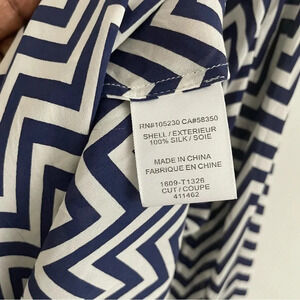 RN#105230 CA#58350
SHELL / EXTERIEUR
100% SILK / SOIE
MADE IN CHINA
FABRIQUE EN CHINE
1609-T1326
CUT / COUPE
411462